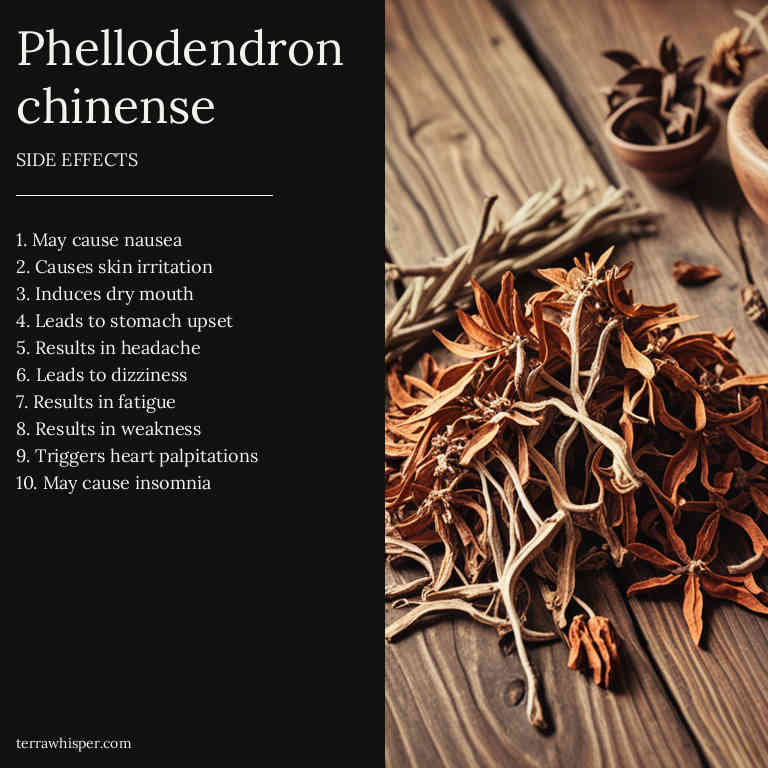 Phellodendron
chinense
SIDE EFFECTS
1. May cause nausea
2. Causes skin irritation
3. Induces dry mouth
4. Leads to stomach upset
5. Results in headache
6. Leads to dizziness
7. Results in fatigue
8. Results in weakness
9. Triggers heart palpitations
10. May cause insomnia
terrawhisper.com